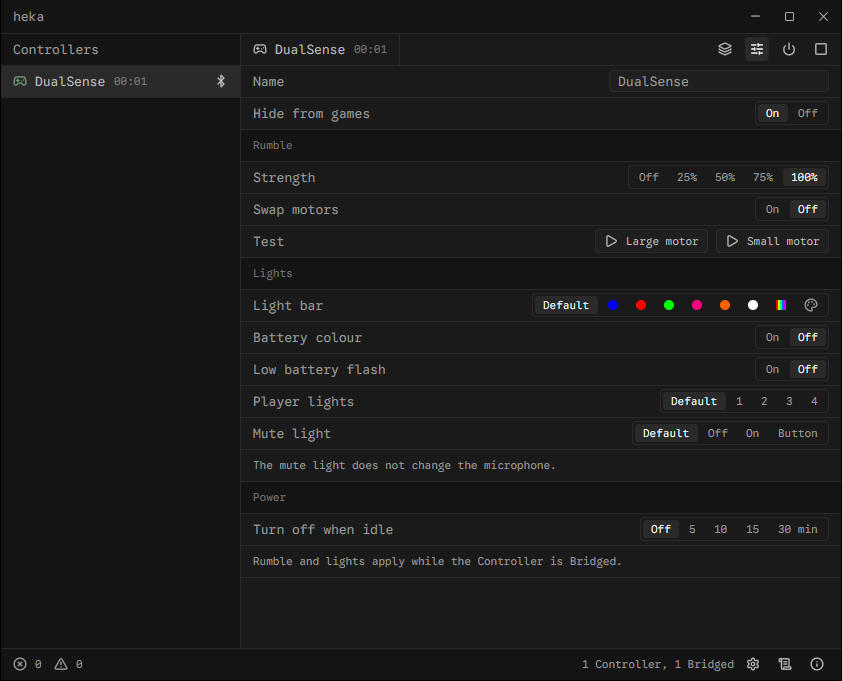 heka
Controllers
DualSense 00:01
DualSense 00:01
Name DualSense
Hide from games On Off
Rumble
Strength Off 25% 50% 75% 100%
Swap motors On Off
Test Large motor Small motor
Lights
Light bar Default
Battery colour On Off
Low battery flash On Off
Player lights Default 1 2 3 4
Mute light Default Off On Button
The mute light does not change the microphone.
Power
Turn off when idle Off 5 10 15 30 min
Rumble and lights apply while the Controller is Bridged.
0 0 1 Controller, 1 Bridged